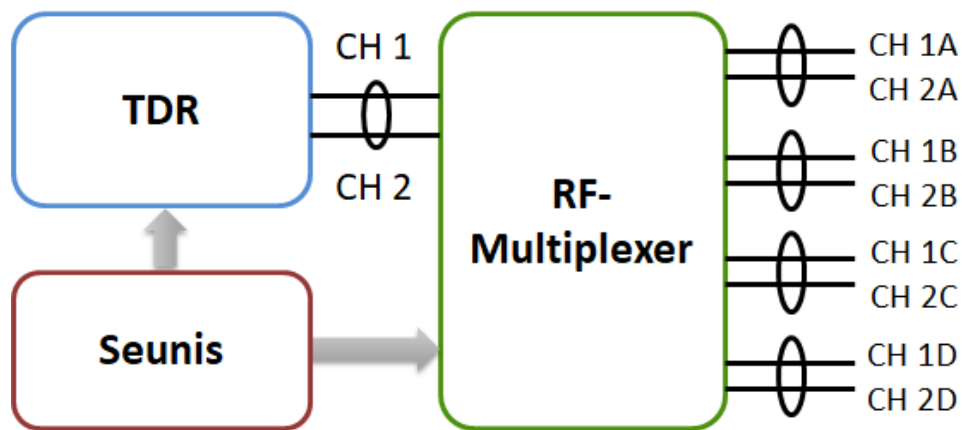 TDR
CH 1
CH 2
Seunis
RF-
Multiplexer
CH 1A
CH 2A
CH 1B
CH 2B
CH 1C
CH 2C
CH 1D
CH 2D